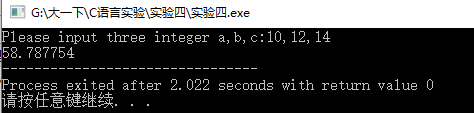 G:\大一下\C语言实验\实验四\实验四.exe
Please input three integer a,b,c:10,12,14
58.787754
--------------------------------
Process exited after 2.022 seconds with return value 0
请按任意键继续. . .